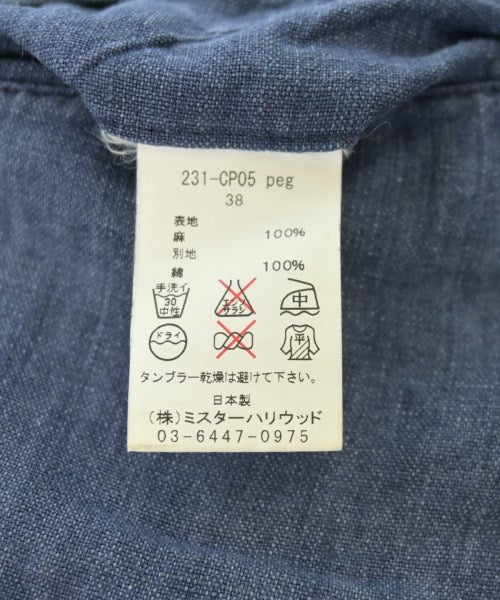 231-CP05 peg
38
表地
麻 100%
別地
綿 100%
手洗イ
30
中性
エンソ
サラシ
中
ドライ
平
タンブラー乾燥は避けて下さい。
日本製
(株)ミスターハリウッド
03-6447-0975